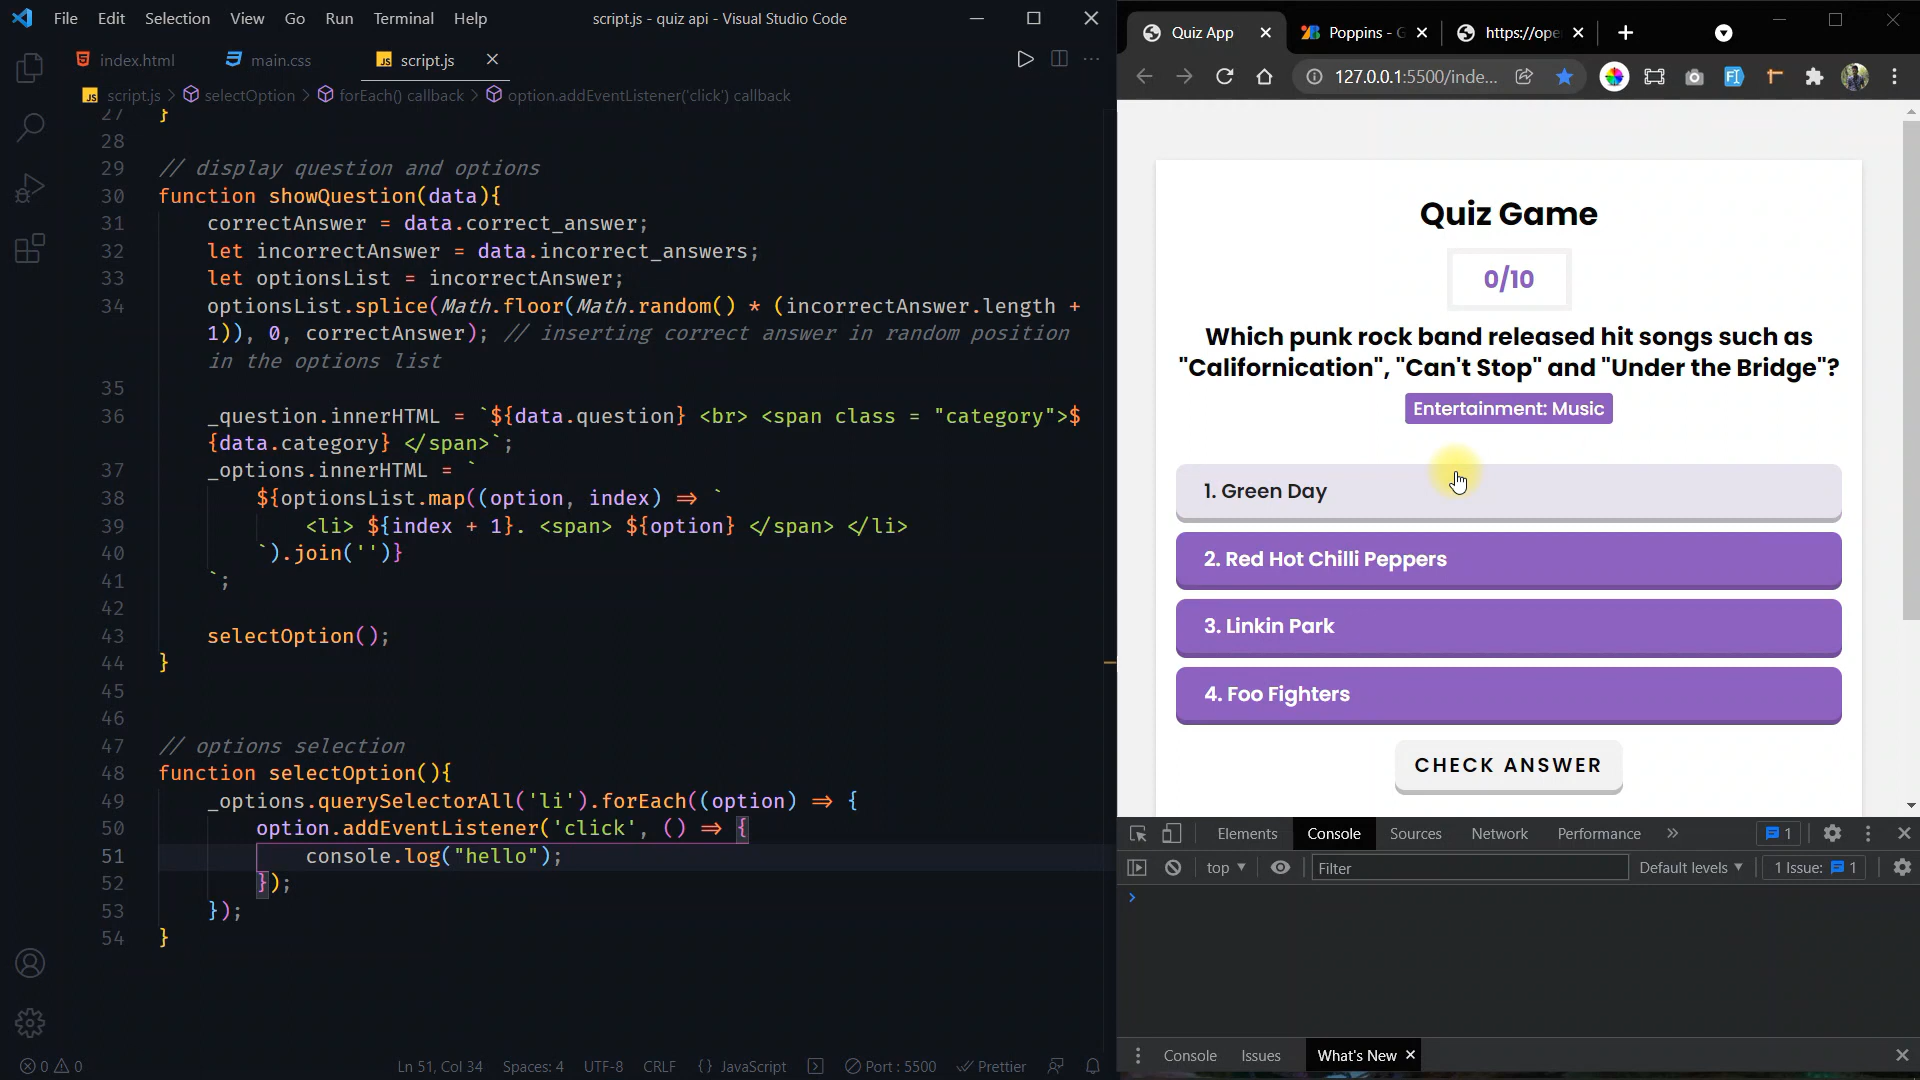 File Edit Selection View Go Run Terminal Help script.js - quiz api - Visual Studio Code
index.html main.css script.js
script.js > selectOption > forEach() callback > option.addEventListener('click') callback
27 }
28
29 // display question and options
30 function showQuestion(data){
31 correctAnswer = data.correct_answer;
32 let incorrectAnswer = data.incorrect_answers;
33 let optionsList = incorrectAnswer;
34 optionsList.splice(Math.floor(Math.random() * (incorrectAnswer.length +
1)), 0, correctAnswer); // inserting correct answer in random position
in the options list
35
36 _question.innerHTML = `${data.question} <br> <span class = "category">$
{data.category} </span>`;
37 _options.innerHTML = `
38 ${optionsList.map((option, index) => `
39 <li> ${index + 1}. <span> ${option} </span> </li>
40 `).join('')}
41 `;
42
43 selectOption();
44 }
45
46
47 // options selection
48 function selectOption(){
49 _options.querySelectorAll('li').forEach((option) => {
50 option.addEventListener('click', () => {
51 console.log("hello");
52 });
53 });
54 }
0 0 Ln 51, Col 34 Spaces: 4 UTF-8 CRLF {} JavaScript Port : 5500 Prettier
Quiz App Poppins - G https://ope
127.0.0.1:5500/inde...
Quiz Game
0/10
Which punk rock band released hit songs such as
"Californication", "Can't Stop" and "Under the Bridge"?
Entertainment: Music
1. Green Day
2. Red Hot Chilli Peppers
3. Linkin Park
4. Foo Fighters
CHECK ANSWER
Elements Console Sources Network Performance » 1
top Filter Default levels 1 Issue: 1
>
Console Issues What's New